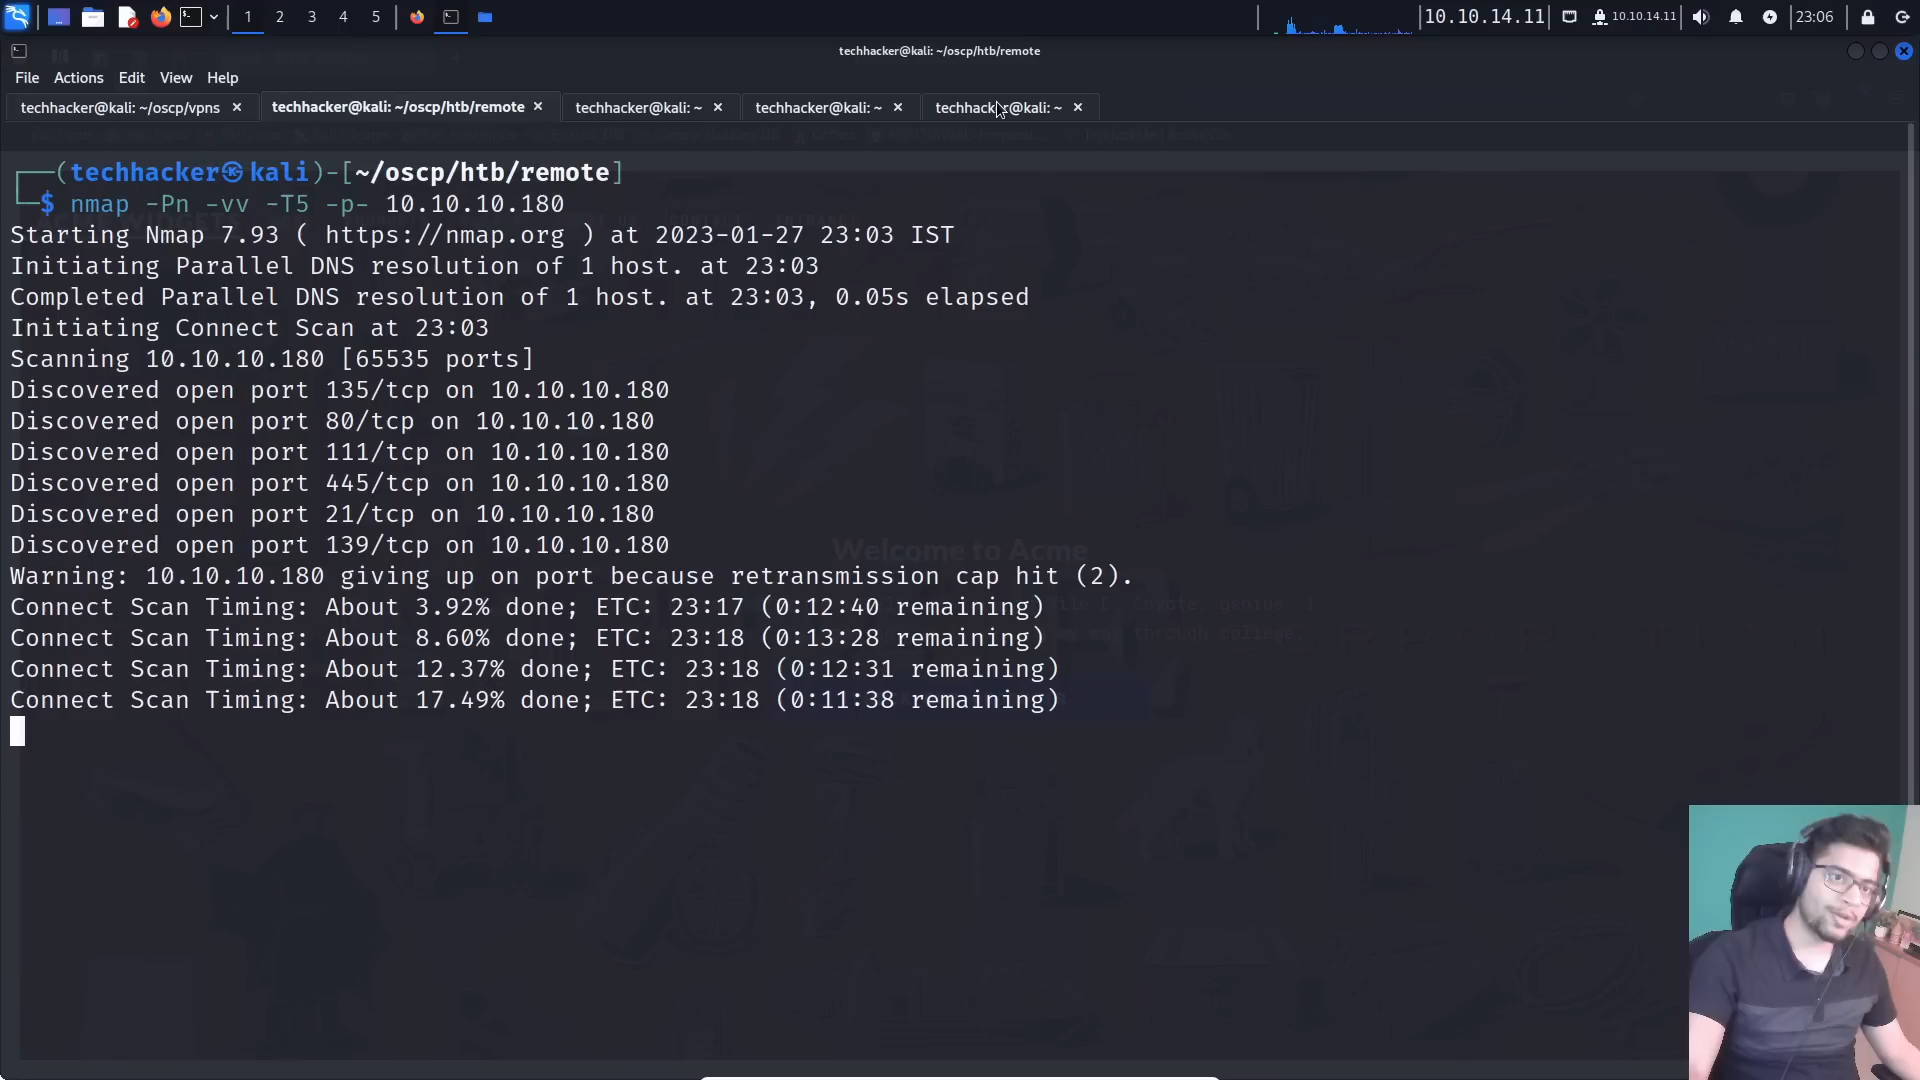 1 2 3 4 5 10.10.14.11 10.10.14.11 23:06
techhacker@kali: ~/oscp/htb/remote
File Actions Edit View Help
techhacker@kali: ~/oscp/vpns techhacker@kali: ~/oscp/htb/remote techhacker@kali: ~ techhacker@kali: ~ techhacker@kali: ~
(techhacker㉿kali)-[~/oscp/htb/remote]
$ nmap -Pn -vv -T5 -p- 10.10.10.180
Starting Nmap 7.93 ( https://nmap.org ) at 2023-01-27 23:03 IST
Initiating Parallel DNS resolution of 1 host. at 23:03
Completed Parallel DNS resolution of 1 host. at 23:03, 0.05s elapsed
Initiating Connect Scan at 23:03
Scanning 10.10.10.180 [65535 ports]
Discovered open port 135/tcp on 10.10.10.180
Discovered open port 80/tcp on 10.10.10.180
Discovered open port 111/tcp on 10.10.10.180
Discovered open port 445/tcp on 10.10.10.180
Discovered open port 21/tcp on 10.10.10.180
Discovered open port 139/tcp on 10.10.10.180
Welcome to Acme
Warning: 10.10.10.180 giving up on port because retransmission cap hit (2).
Connect Scan Timing: About 3.92% done; ETC: 23:17 (0:12:40 remaining)
Connect Scan Timing: About 8.60% done; ETC: 23:18 (0:13:28 remaining)
Connect Scan Timing: About 12.37% done; ETC: 23:18 (0:12:31 remaining)
Connect Scan Timing: About 17.49% done; ETC: 23:18 (0:11:38 remaining)